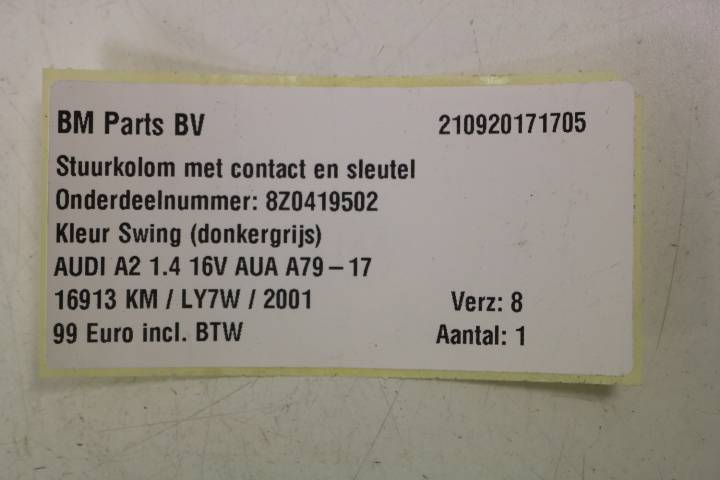 BM Parts BV 210920171705
Stuurkolom met contact en sleutel
Onderdeelnummer: 8Z0419502
Kleur Swing (donkergrijs)
AUDI A2 1.4 16V AUA A79-17
16913 KM / LY7W / 2001 Verz: 8
99 Euro incl. BTW Aantal: 1